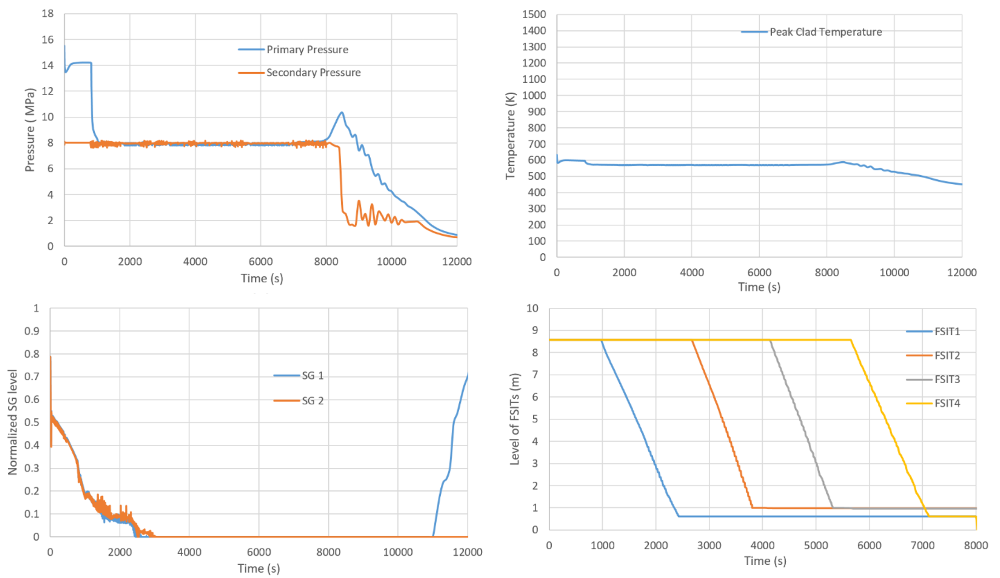 18
16
14
12
10
8
6
4
2
0
Pressure ( MPa)
Primary Pressure
Secondary Pressure
0 2000 4000 6000 8000 10000 12000
Time (s)
1500
1400
1300
1200
1100
1000
900
800
700
600
500
400
300
200
100
0
Temperature (K)
Peak Clad Temperature
0 2000 4000 6000 8000 10000 12000
Time (s)
1
0.9
0.8
0.7
0.6
0.5
0.4
0.3
0.2
0.1
0
Normalized SG level
SG 1
SG 2
0 2000 4000 6000 8000 10000 12000
Time (s)
10
9
8
7
6
5
4
3
2
1
0
Level of FSITs (m)
FSIT1
FSIT2
FSIT3
FSIT4
0 1000 2000 3000 4000 5000 6000 7000 8000
Time (s)